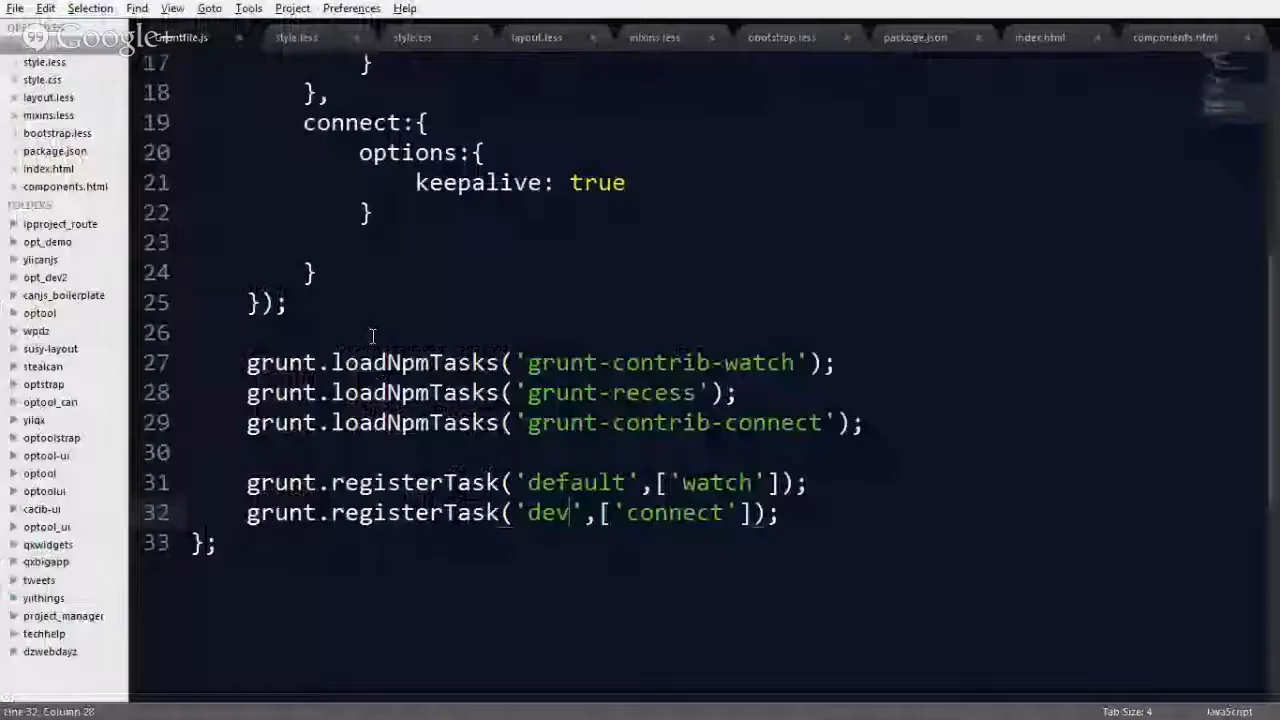 File Edit Selection Find View Goto Tools Project Preferences Help
99 Google+
Gruntfile.js style.less style.css layout.less mixins.less bootstrap.less package.json index.html components.html
style.less
style.css
layout.less
mixins.less
bootstrap.less
package.json
index.html
components.html
FOLDERS
ipproject_route
opt_demo
yiicanjs
opt_dev2
canjs_boilerplate
optool
wpdz
susy-layout
stealcan
optstrap
optool_can
yiiqx
optoolstrap
optool-ui
optool
optoolui
cacib-ui
optool_ui
qxwidgets
qxbigapp
tweets
yiithings
project_manager
techhelp
dzwebdayz
17 }
18 },
19 connect:{
20 options:{
21 keepalive: true
22 }
23
24 }
25 });
26
27 grunt.loadNpmTasks('grunt-contrib-watch');
28 grunt.loadNpmTasks('grunt-recess');
29 grunt.loadNpmTasks('grunt-contrib-connect');
30
31 grunt.registerTask('default',['watch']);
32 grunt.registerTask('dev',['connect']);
33 };
Line 32, Column 28 Tab Size: 4 JavaScript